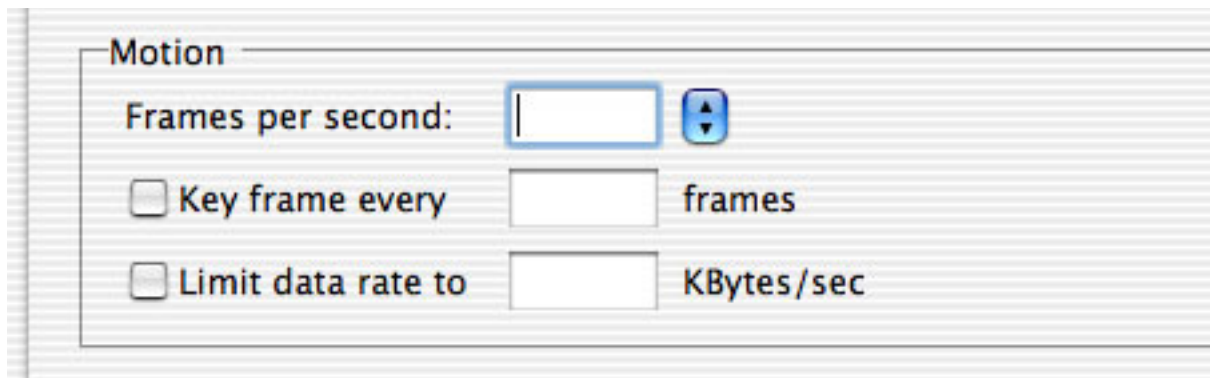 Motion
Frames per second:
Key frame every frames
Limit data rate to KBytes/sec